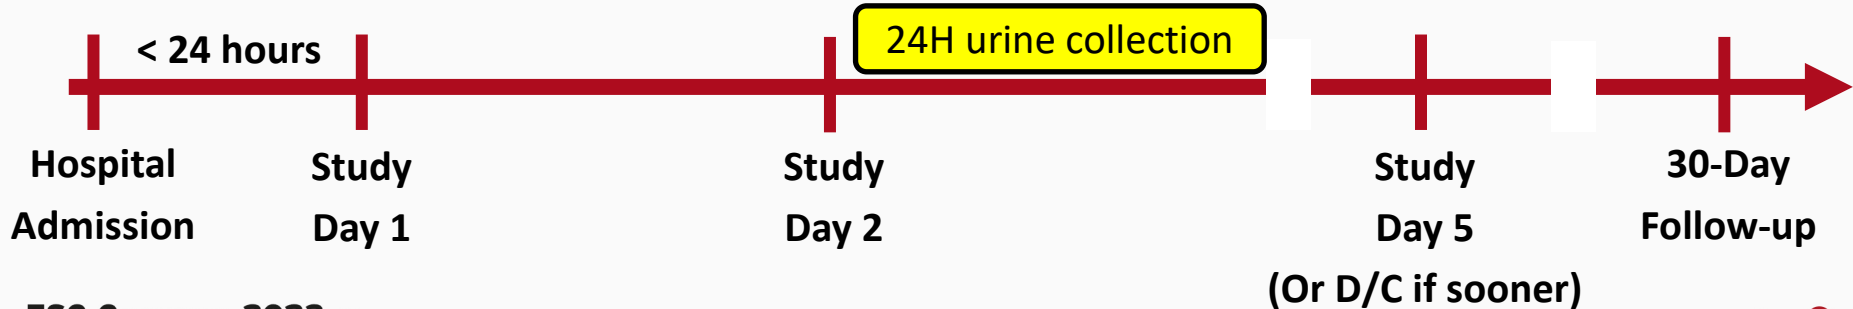 24H urine collection
< 24 hours
Hospital
Admission
Study
Day 1
Study
Day 2
Study
Day 5
(Or D/C if sooner)
30-Day
Follow-up